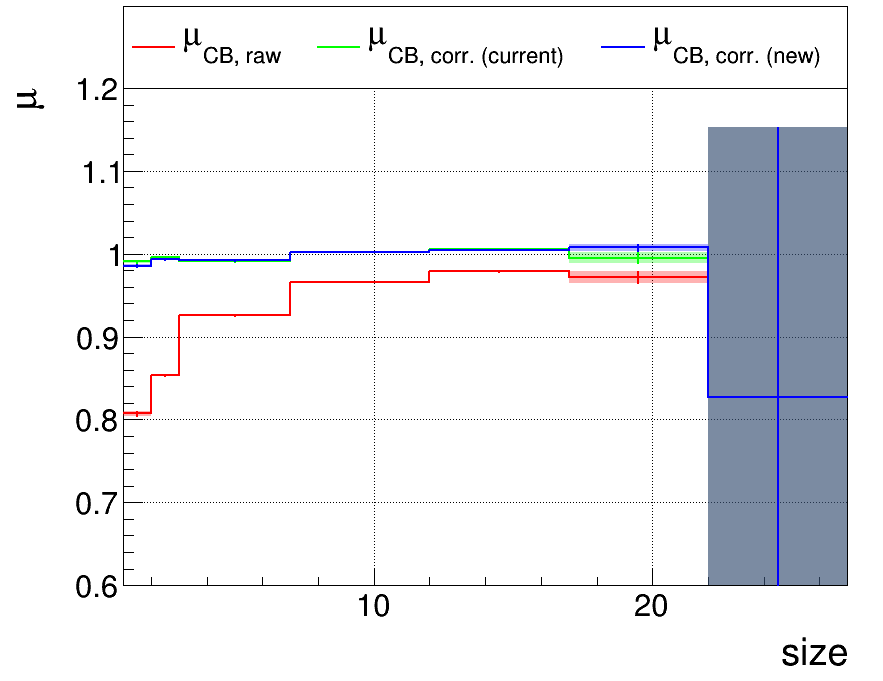 μCB, raw μCB, corr. (current) μCB, corr. (new)
μ
1.2
1.1
1
0.9
0.8
0.7
0.6
10 20
size